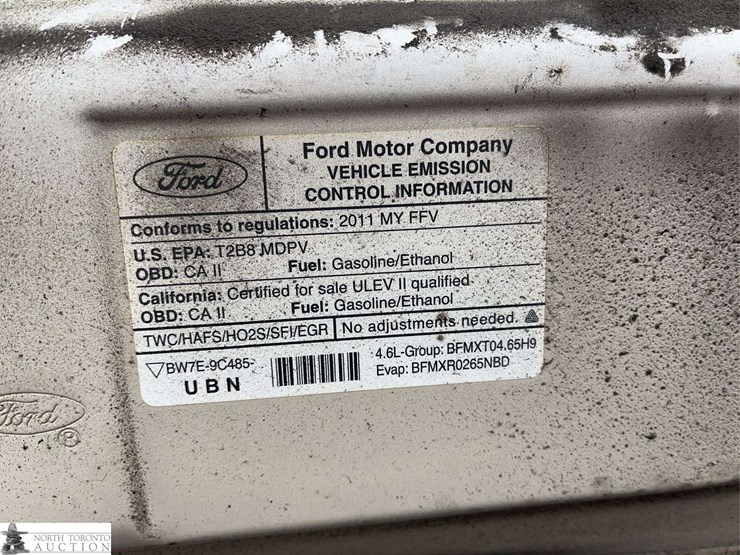 Ford
Ford Motor Company
VEHICLE EMISSION
CONTROL INFORMATION
Conforms to regulations: 2011 MY FFV
U.S. EPA: T2B8 MDPV
OBD: CA II Fuel: Gasoline/Ethanol
California: Certified for sale ULEV II qualified
OBD: CA II Fuel: Gasoline/Ethanol
TWC/HAFS/HO2S/SFI/EGR No adjustments needed.
BW7E-9C485-
UBN
4.6L-Group: BFMXT04.65H9
Evap: BFMXR0265NBD
Ford ®
NORTH TORONTO
AUCTION